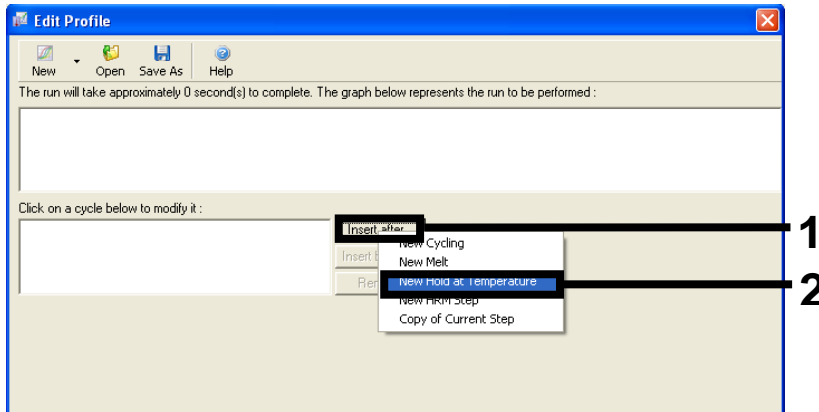 Edit Profile
New Open Save As Help
The run will take approximately 0 second(s) to complete. The graph below represents the run to be performed :
Click on a cycle below to modify it :
Insert after
1
New Cycling
Insert
New Melt
New Hold at Temperature
2
New HRM Step
Copy of Current Step